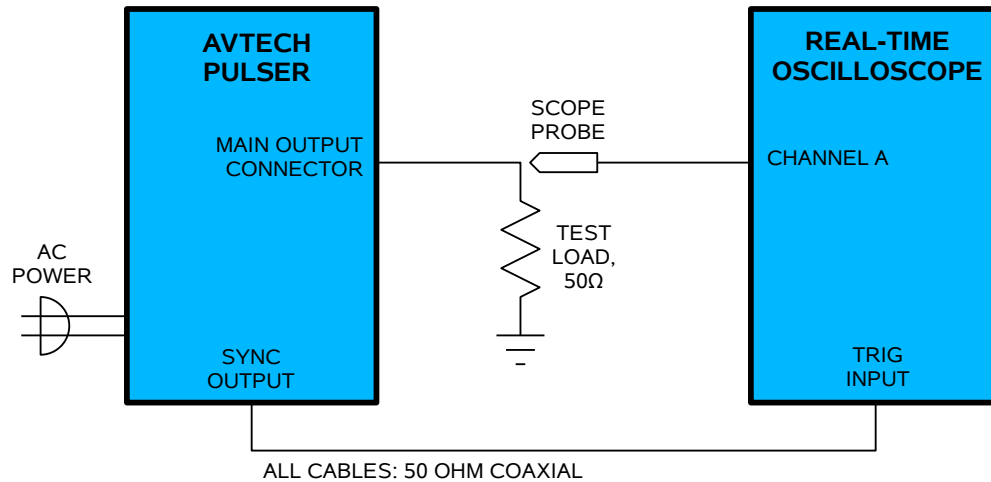 AVTECH
PULSER
MAIN OUTPUT
CONNECTOR
SYNC
OUTPUT
AC
POWER
SCOPE
PROBE
TEST
LOAD,
50Ω
REAL-TIME
OSCILLOSCOPE
CHANNEL A
TRIG
INPUT
ALL CABLES: 50 OHM COAXIAL